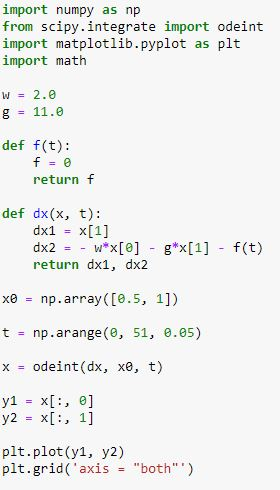 import numpy as np
from scipy.integrate import odeint
import matplotlib.pyplot as plt
import math
w = 2.0
g = 11.0
def f(t):
    f = 0
    return f
def dx(x, t):
    dx1 = x[1]
    dx2 = - w*x[0] - g*x[1] - f(t)
    return dx1, dx2
x0 = np.array([0.5, 1])
t = np.arange(0, 51, 0.05)
x = odeint(dx, x0, t)
y1 = x[:, 0]
y2 = x[:, 1]
plt.plot(y1, y2)
plt.grid('axis = "both"')